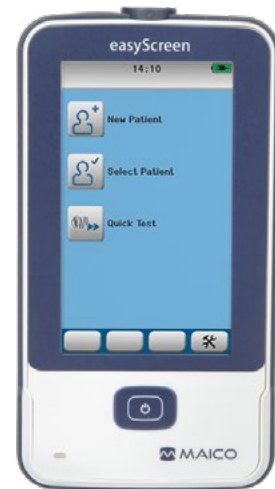 easyScreen
14:10
New Patient
Select Patient
Quick Test
MAICO